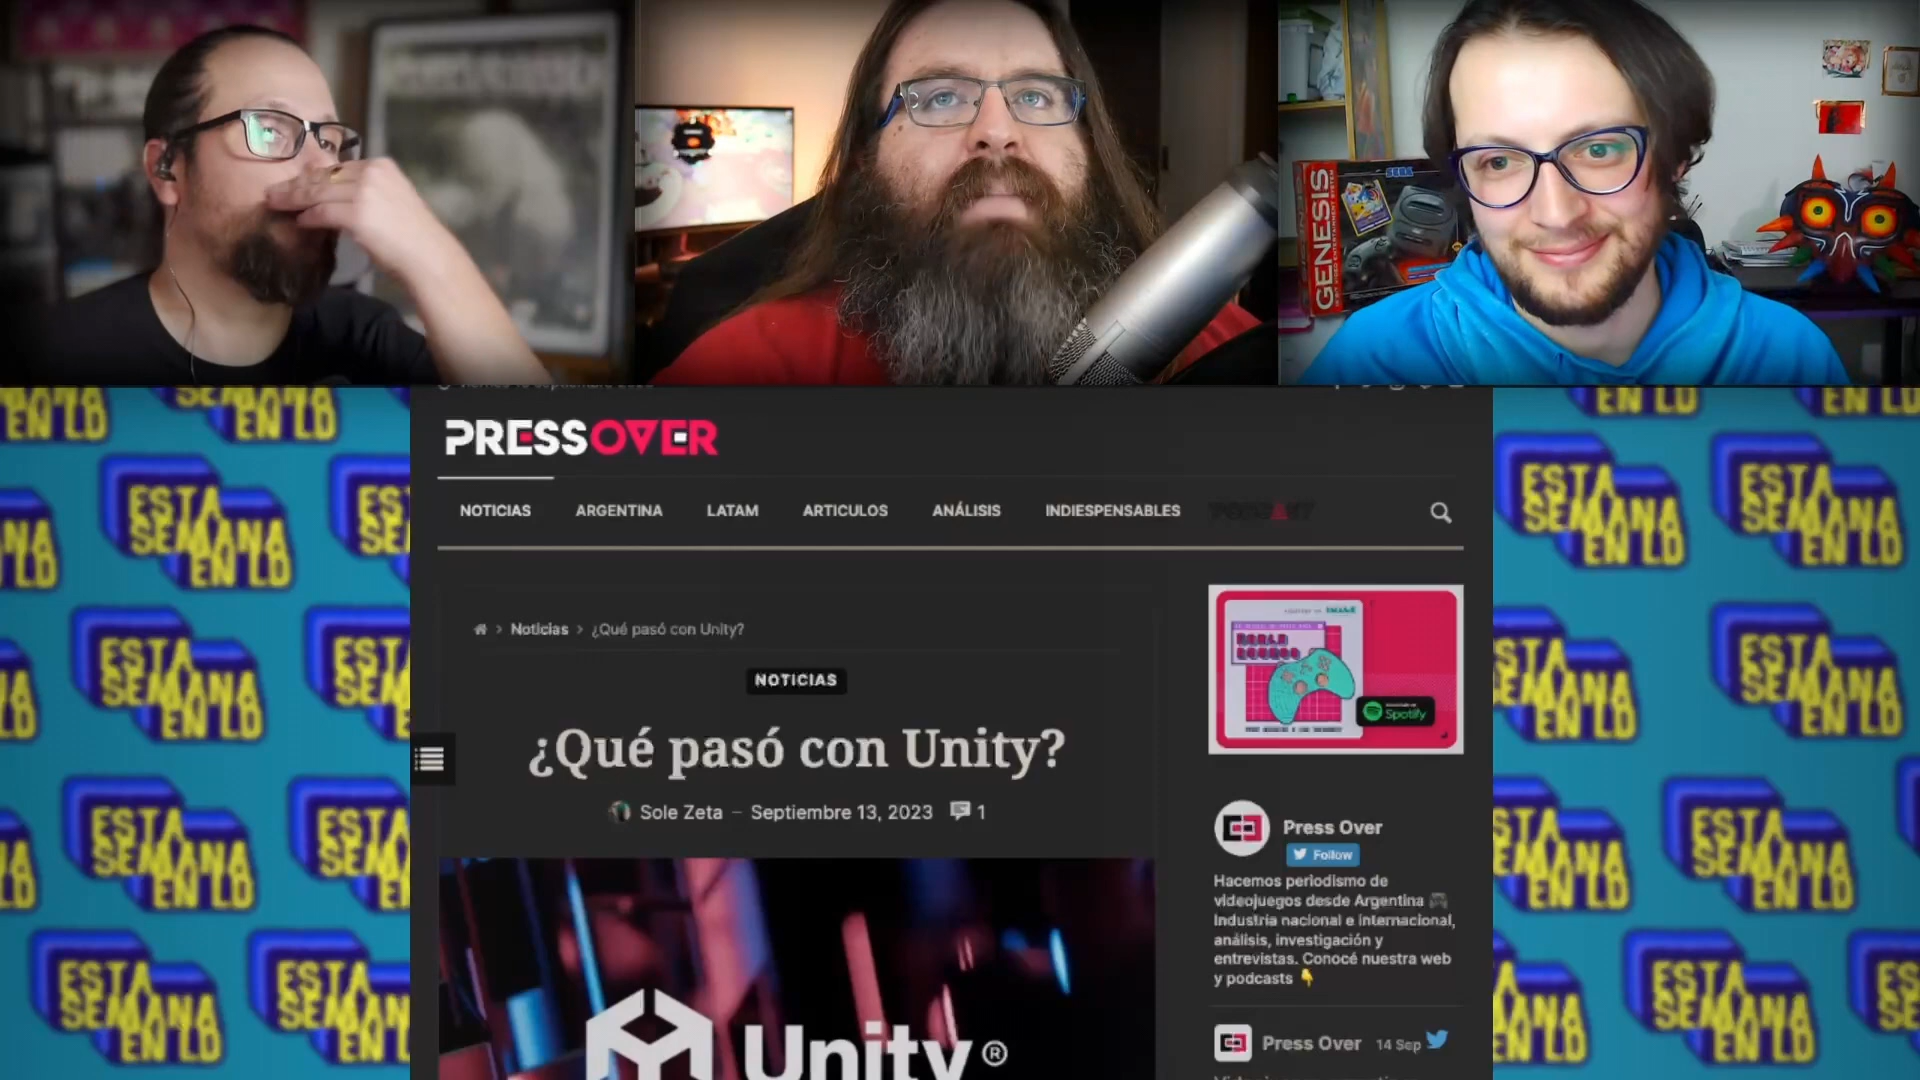 SEGA
GENESIS
PRESS OVER
NOTICIAS ARGENTINA LATAM ARTICULOS ANÁLISIS INDIESPENSABLES
Noticias > ¿Qué pasó con Unity?
NOTICIAS
¿Qué pasó con Unity?
Sole Zeta – Septiembre 13, 2023 1
Unity®
Spotify
Press Over
Follow
Hacemos periodismo de
videojuegos desde Argentina
Industria nacional e internacional,
análisis, investigación y
entrevistas. Conocé nuestra web
y podcasts
Press Over 14 Sep
ESTA
SEMANA
EN LD